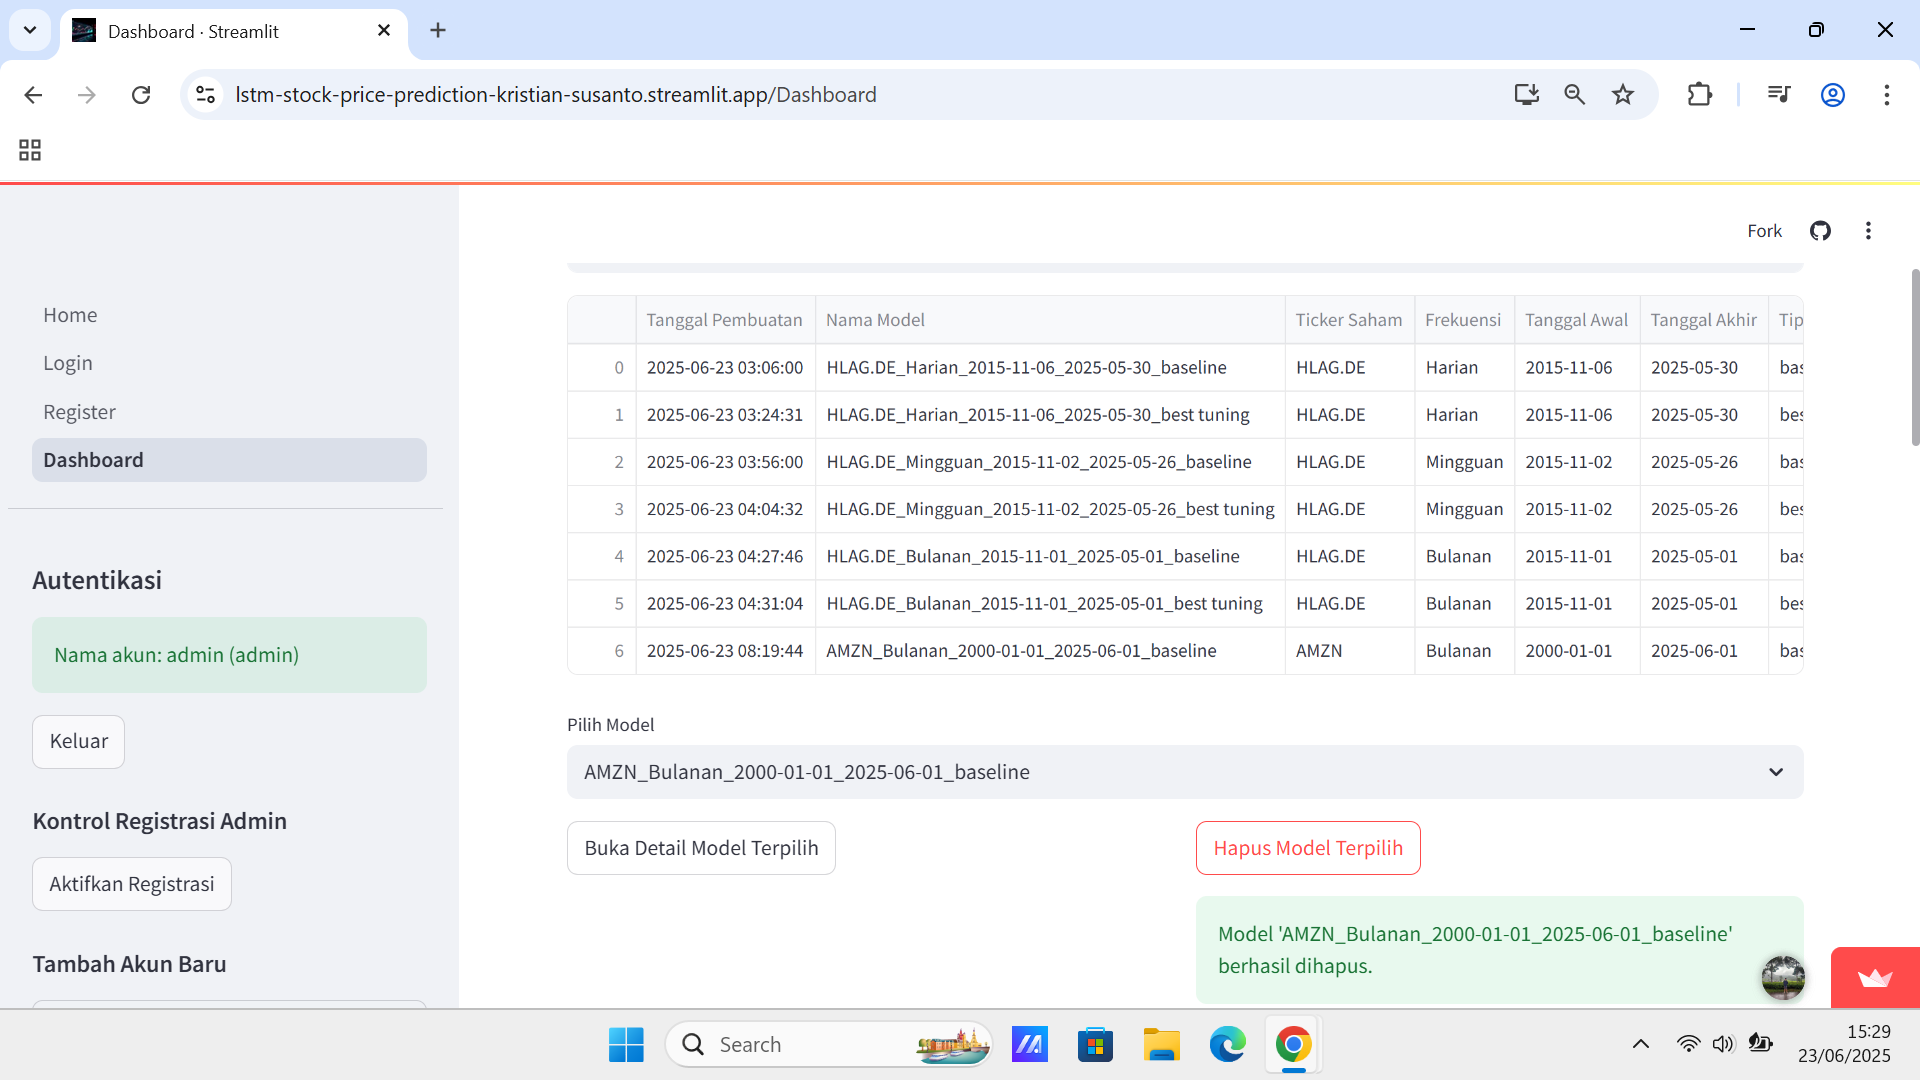 Dashboard · Streamlit
lstm-stock-price-prediction-kristian-susanto.streamlit.app/Dashboard
Fork
Home
Login
Register
Dashboard
Autentikasi
Nama akun: admin (admin)
Keluar
Kontrol Registrasi Admin
Aktifkan Registrasi
Tambah Akun Baru
Tanggal Pembuatan Nama Model Ticker Saham Frekuensi Tanggal Awal Tanggal Akhir Tip
0 2025-06-23 03:06:00 HLAG.DE_Harian_2015-11-06_2025-05-30_baseline HLAG.DE Harian 2015-11-06 2025-05-30 bas
1 2025-06-23 03:24:31 HLAG.DE_Harian_2015-11-06_2025-05-30_best tuning HLAG.DE Harian 2015-11-06 2025-05-30 bes
2 2025-06-23 03:56:00 HLAG.DE_Mingguan_2015-11-02_2025-05-26_baseline HLAG.DE Mingguan 2015-11-02 2025-05-26 bas
3 2025-06-23 04:04:32 HLAG.DE_Mingguan_2015-11-02_2025-05-26_best tuning HLAG.DE Mingguan 2015-11-02 2025-05-26 bes
4 2025-06-23 04:27:46 HLAG.DE_Bulanan_2015-11-01_2025-05-01_baseline HLAG.DE Bulanan 2015-11-01 2025-05-01 bas
5 2025-06-23 04:31:04 HLAG.DE_Bulanan_2015-11-01_2025-05-01_best tuning HLAG.DE Bulanan 2015-11-01 2025-05-01 bes
6 2025-06-23 08:19:44 AMZN_Bulanan_2000-01-01_2025-06-01_baseline AMZN Bulanan 2000-01-01 2025-06-01 bas
Pilih Model
AMZN_Bulanan_2000-01-01_2025-06-01_baseline
Buka Detail Model Terpilih
Hapus Model Terpilih
Model 'AMZN_Bulanan_2000-01-01_2025-06-01_baseline'
berhasil dihapus.
Search
15:29
23/06/2025